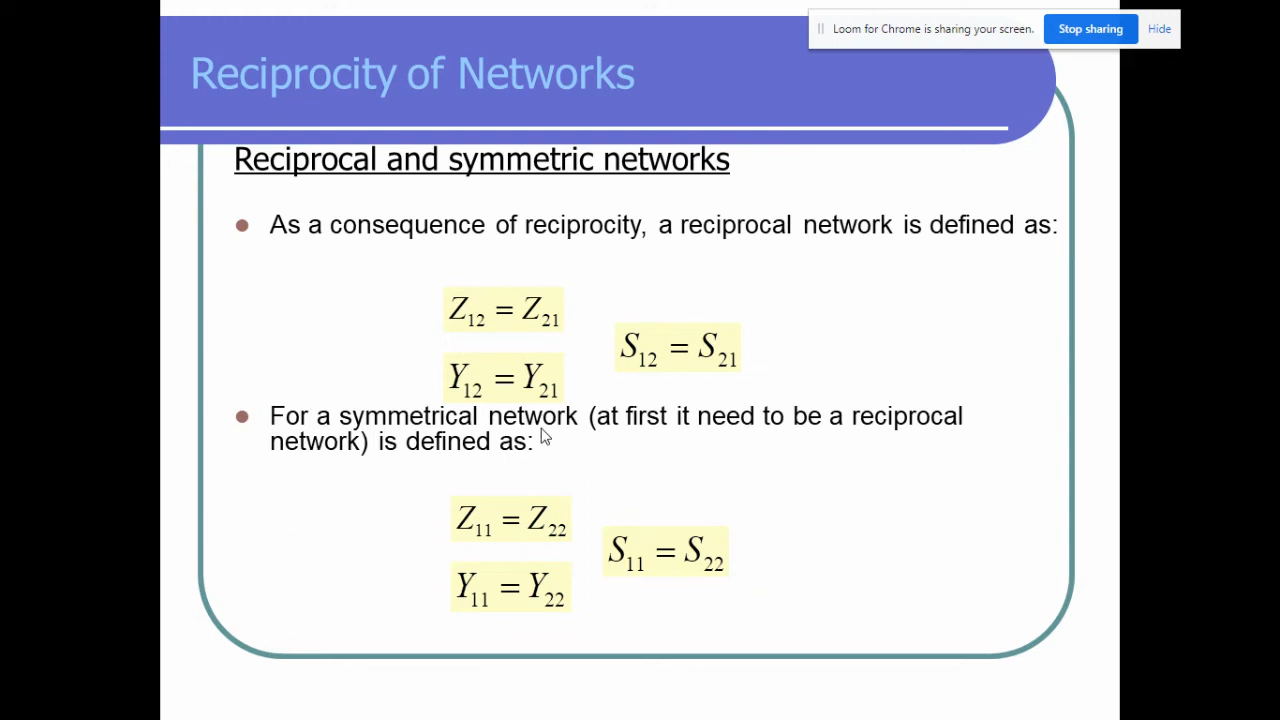 Loom for Chrome is sharing your screen. Stop sharing Hide
Reciprocity of Networks
Reciprocal and symmetric networks
As a consequence of reciprocity, a reciprocal network is defined as:
Z12 = Z21
S12 = S21
Y12 = Y21
For a symmetrical network (at first it need to be a reciprocal
network) is defined as:
Z11 = Z22
S11 = S22
Y11 = Y22